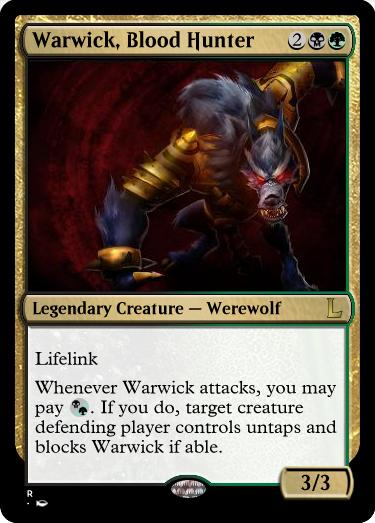 Warwick, Blood Hunter 2
Legendary Creature — Werewolf L
Lifelink
Whenever Warwick attacks, you may
pay . If you do, target creature
defending player controls untaps and
blocks Warwick if able.
3/3
R